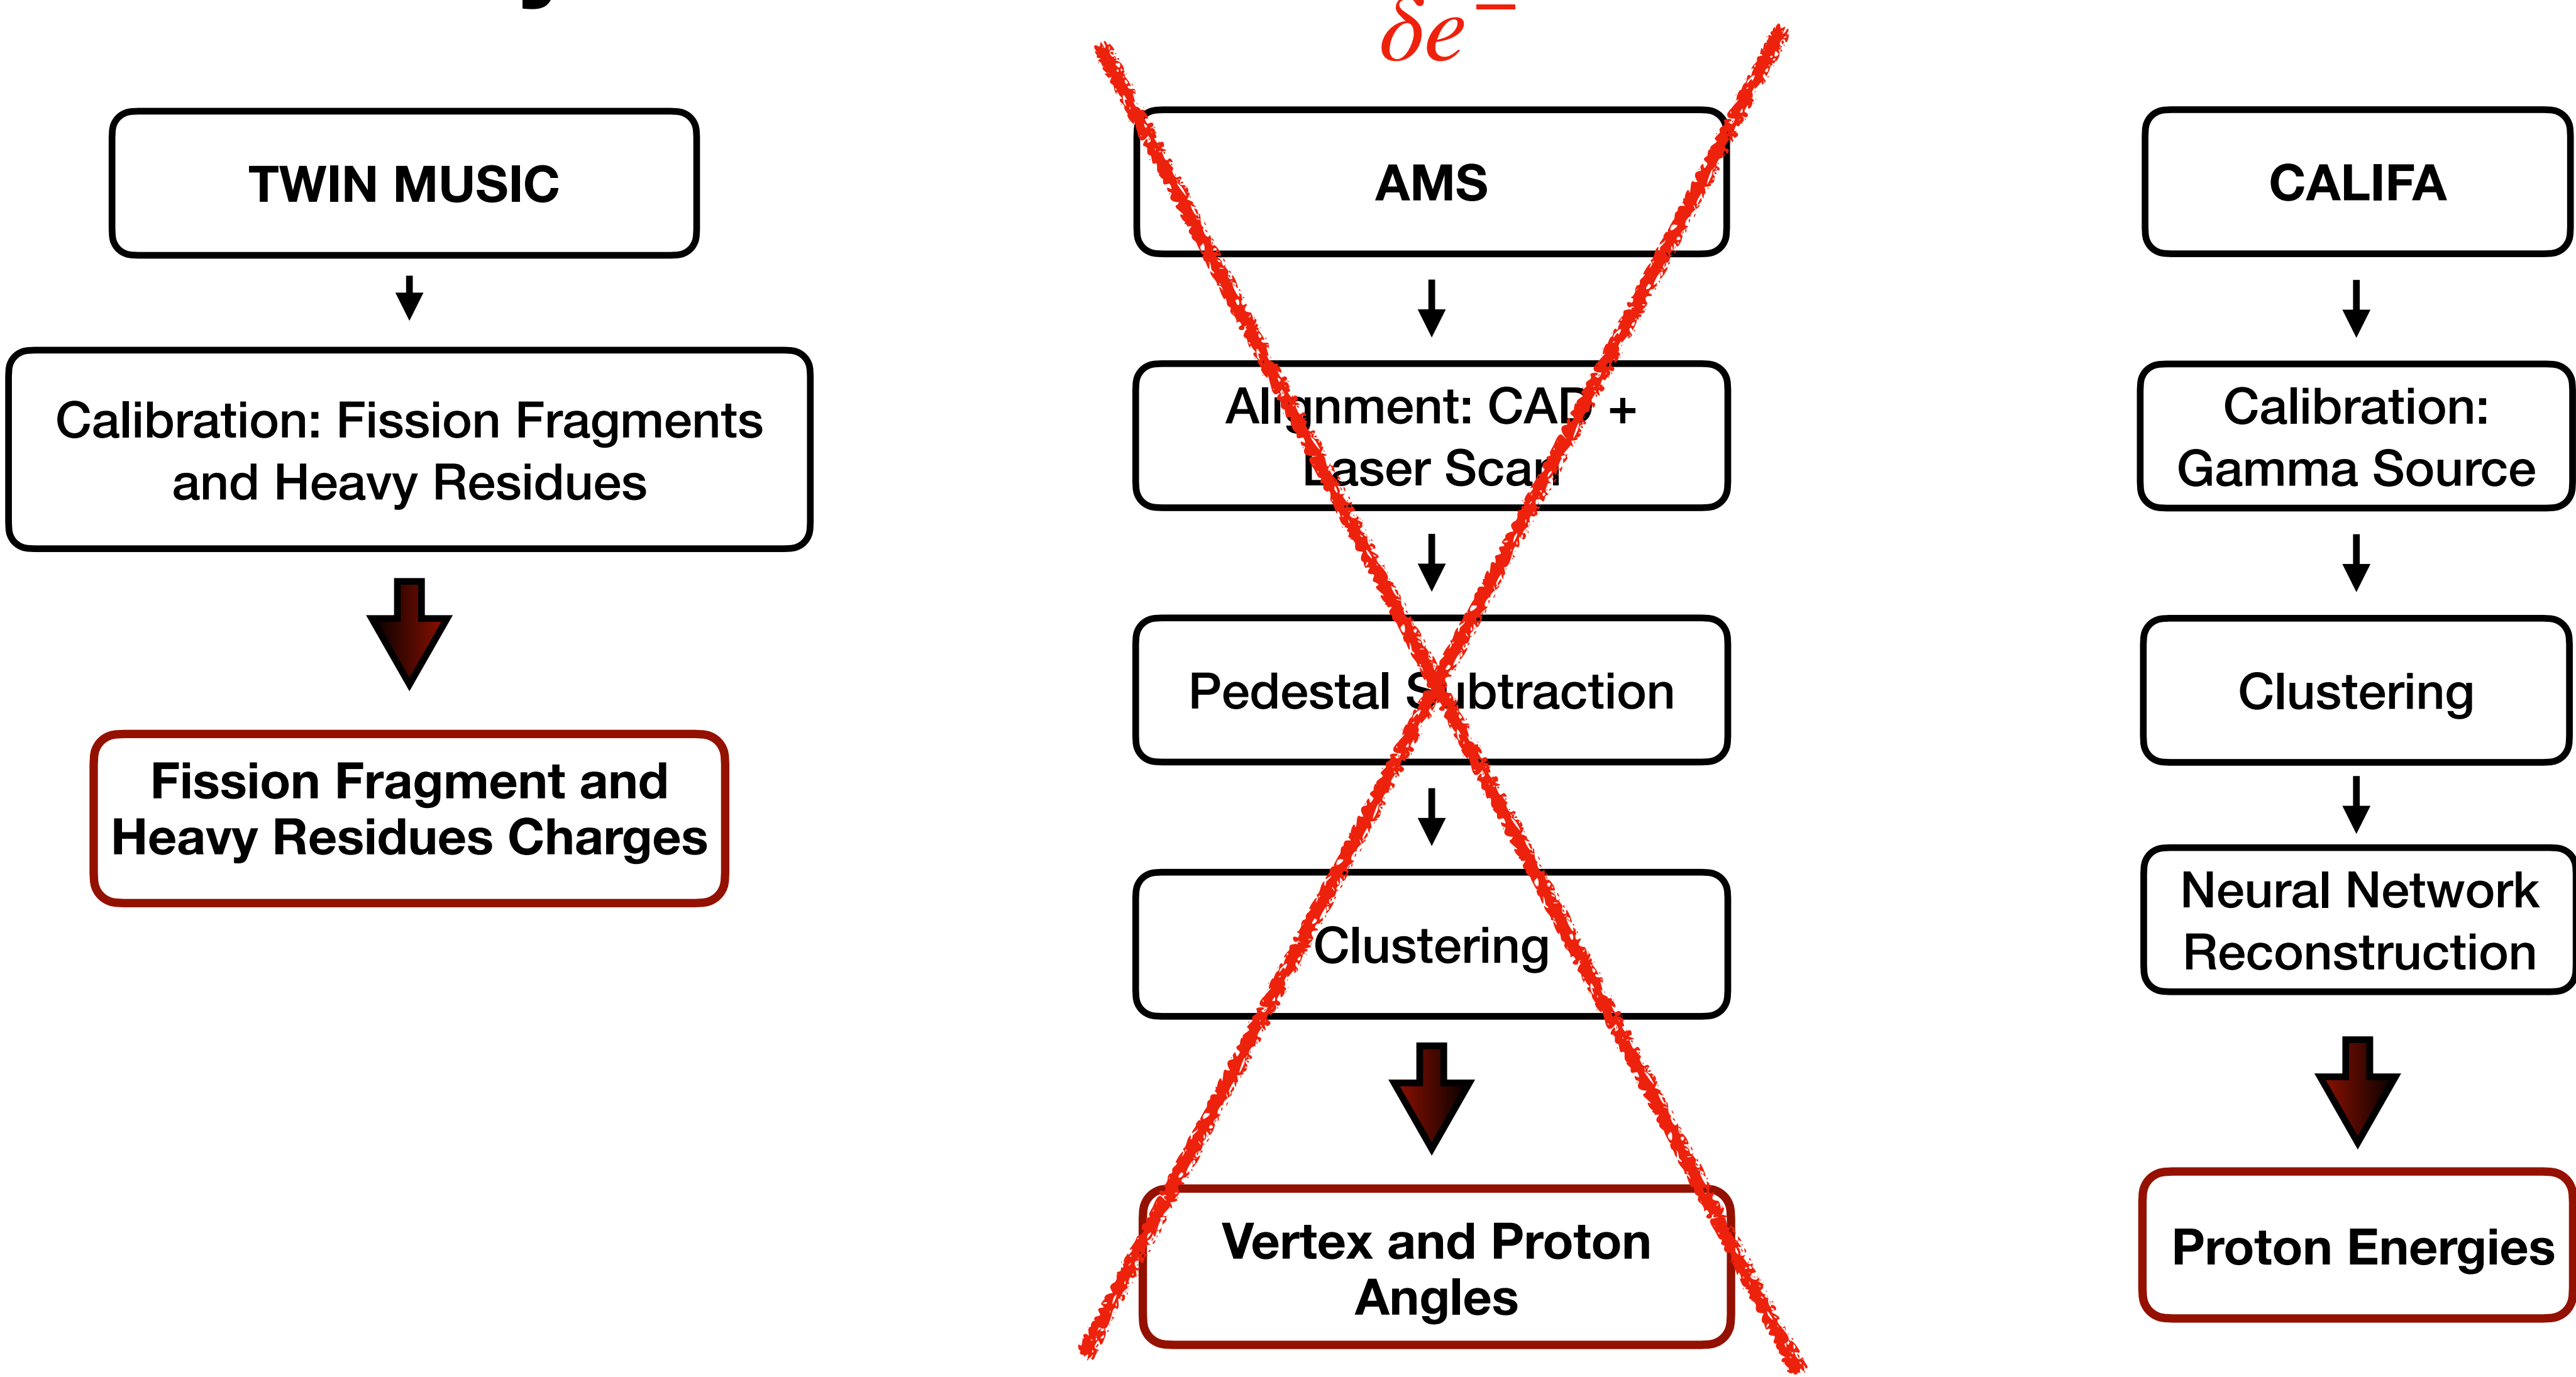 δe⁻
TWIN MUSIC
Calibration: Fission Fragments
and Heavy Residues
Fission Fragment and
Heavy Residues Charges
AMS
Alignment: CAD +
Laser Scan
Pedestal Subtraction
Clustering
Vertex and Proton
Angles
CALIFA
Calibration:
Gamma Source
Clustering
Neural Network
Reconstruction
Proton Energies